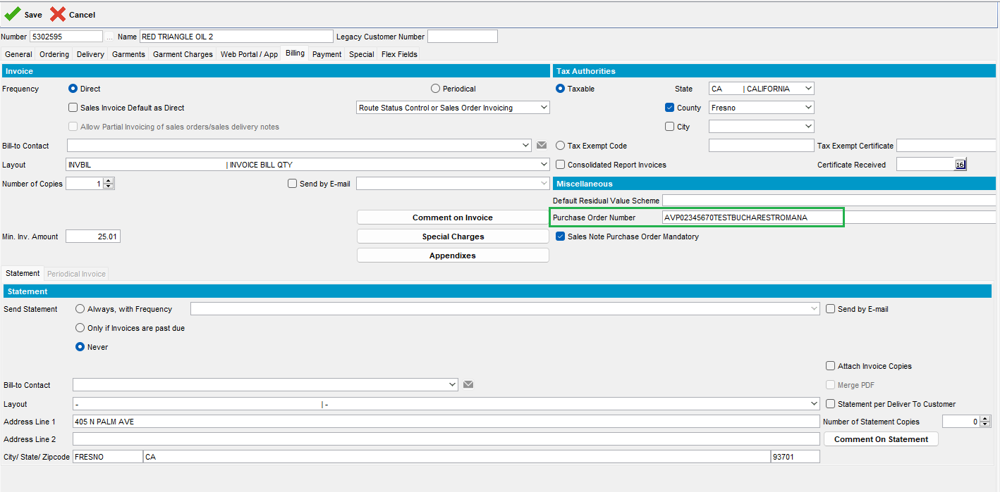 Save Cancel
Number 5302595 ... Name RED TRIANGLE OIL 2 Legacy Customer Number
General Ordering Delivery Garments Garment Charges Web Portal / App Billing Payment Special Flex Fields
Invoice
Frequency Direct Periodical
Sales Invoice Default as Direct Route Status Control or Sales Order Invoicing
Allow Partial Invoicing of sales orders/sales delivery notes
Bill-to Contact
Layout INVBIL | INVOICE BILL QTY
Number of Copies 1 Send by E-mail
Comment on Invoice
Min. Inv. Amount 25.01 Special Charges
Appendixes
Tax Authorities
Taxable State CA | CALIFORNIA
County Fresno
City
Tax Exempt Code Tax Exempt Certificate
Consolidated Report Invoices Certificate Received 16
Miscellaneous
Default Residual Value Scheme
Purchase Order Number AVP02345670TESTBUCHARESTROMANA
Sales Note Purchase Order Mandatory
Statement Periodical Invoice
Statement
Send Statement Always, with Frequency Send by E-mail
Only if Invoices are past due
Never
Attach Invoice Copies
Bill-to Contact Merge PDF
Layout - | - Statement per Deliver To Customer
Address Line 1 405 N PALM AVE Number of Statement Copies 0
Address Line 2 Comment On Statement
City/ State/ Zipcode FRESNO CA 93701